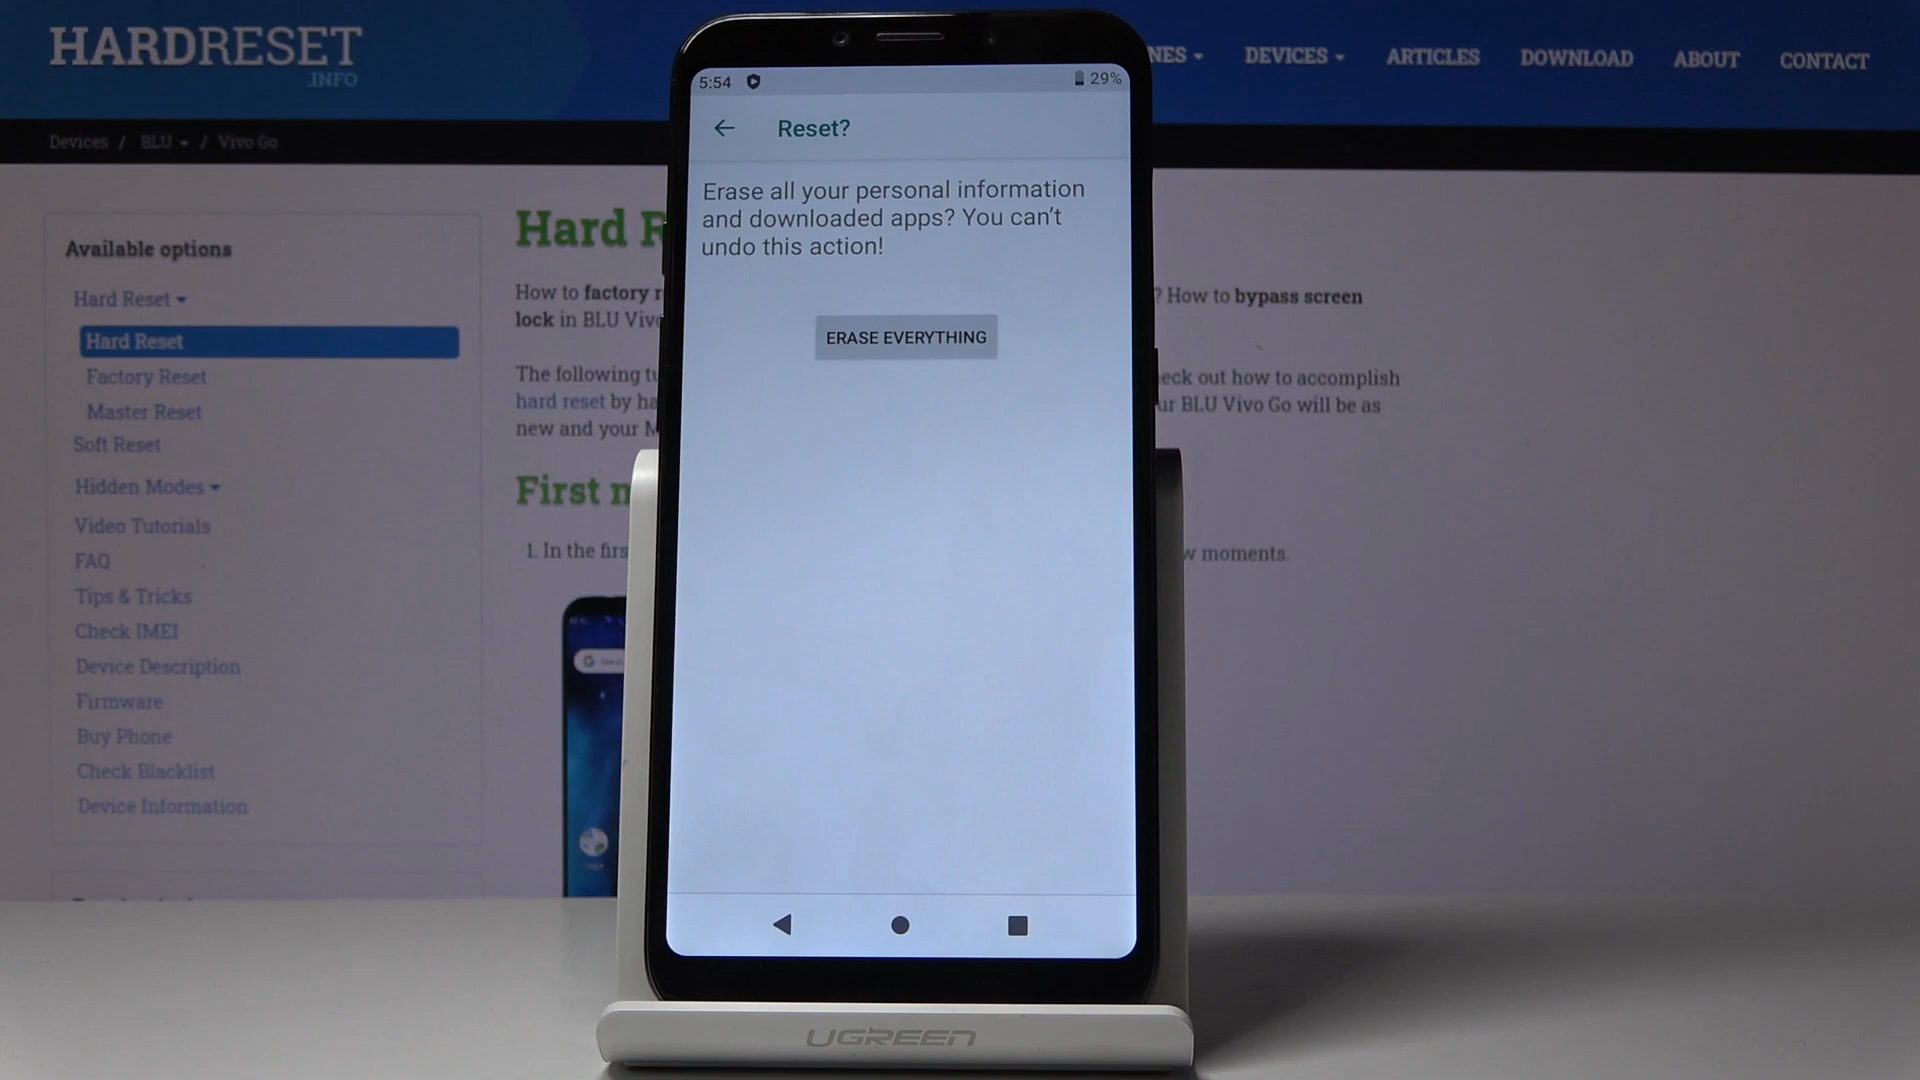 HARDRESET
.INFO
NES
DEVICES
ARTICLES
DOWNLOAD
ABOUT
CONTACT
Devices / BLU / Vivo Go
Available options
Hard Reset
Hard Reset
Factory Reset
Master Reset
Soft Reset
Hidden Modes
Video Tutorials
FAQ
Tips & Tricks
Check IMEI
Device Description
Firmware
Buy Phone
Check Blacklist
Device Information
Hard R
How to factory r
? How to bypass screen
lock in BLU Vivo
The following tu
eck out how to accomplish
hard reset by ha
ur BLU Vivo Go will be as
new and your M
First m
1. In the firs
w moments.
5:54
29%
Reset?
Erase all your personal information
and downloaded apps? You can't
undo this action!
ERASE EVERYTHING
UGREEN